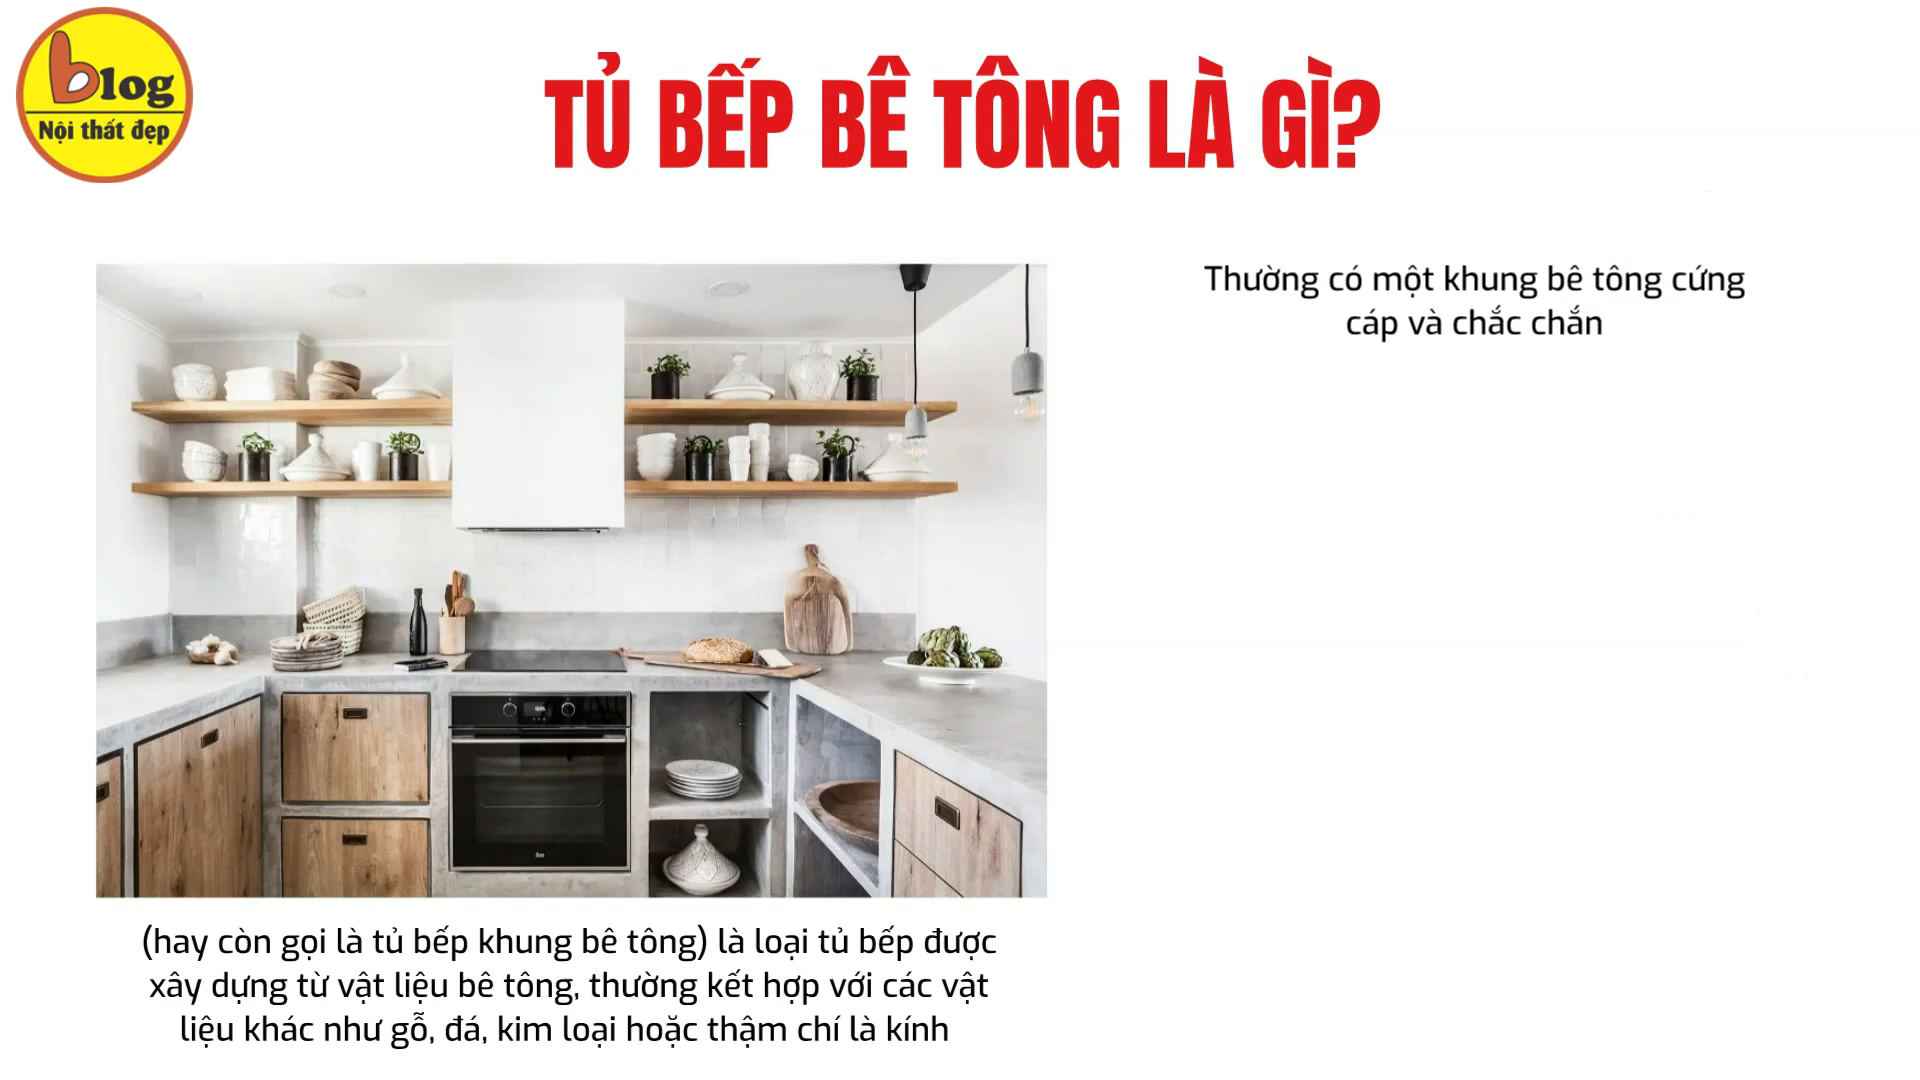 blog
Nội thất đẹp
TỦ BẾP BÊ TÔNG LÀ GÌ?
Thường có một khung bê tông cứng
cáp và chắc chắn
(hay còn gọi là tủ bếp khung bê tông) là loại tủ bếp được
xây dựng từ vật liệu bê tông, thường kết hợp với các vật
liệu khác như gỗ, đá, kim loại hoặc thậm chí là kính